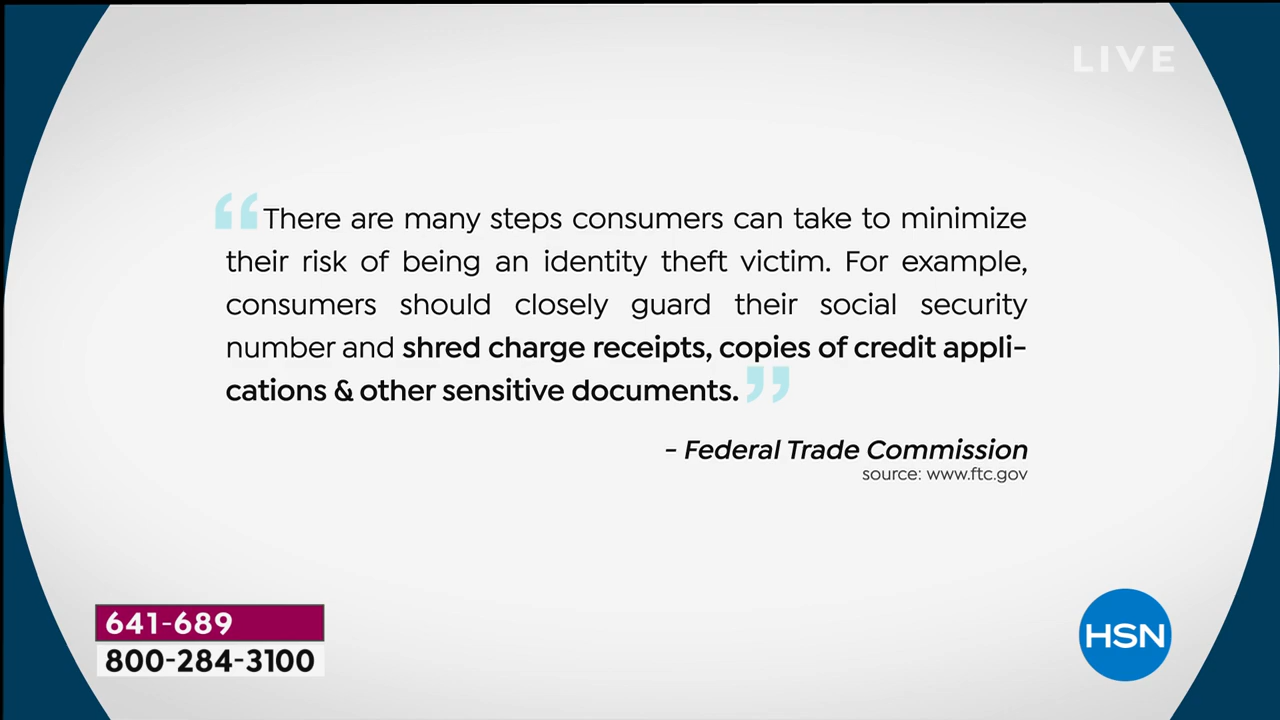 LIVE
“There are many steps consumers can take to minimize
their risk of being an identity theft victim. For example,
consumers should closely guard their social security
number and shred charge receipts, copies of credit appli-
cations & other sensitive documents.”
- Federal Trade Commission
source: www.ftc.gov
641-689
800-284-3100
HSN